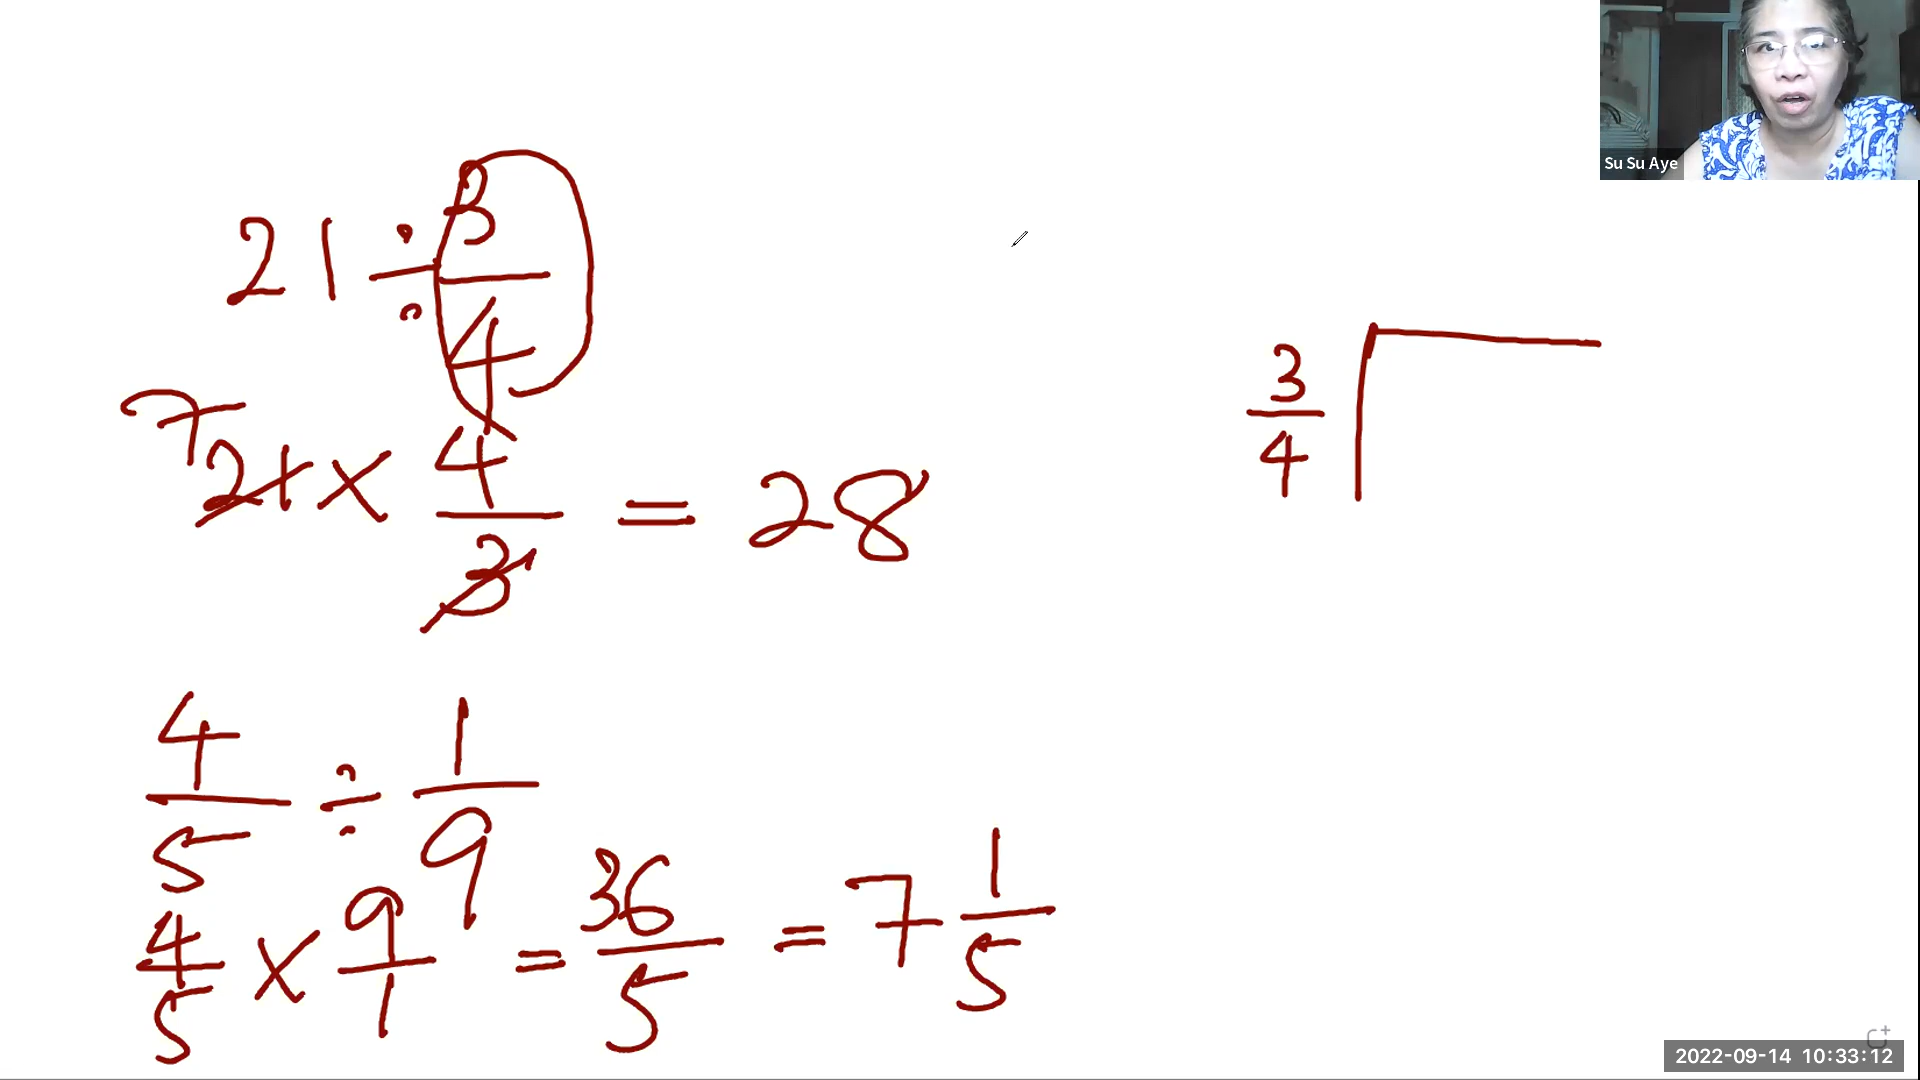 Su Su Aye
21 ÷ 3/4
7
21 × 4/3 = 28
3/4
4/5 ÷ 1/9
4/5 × 9/1 = 36/5 = 7 1/5
2022-09-14 10:33:12